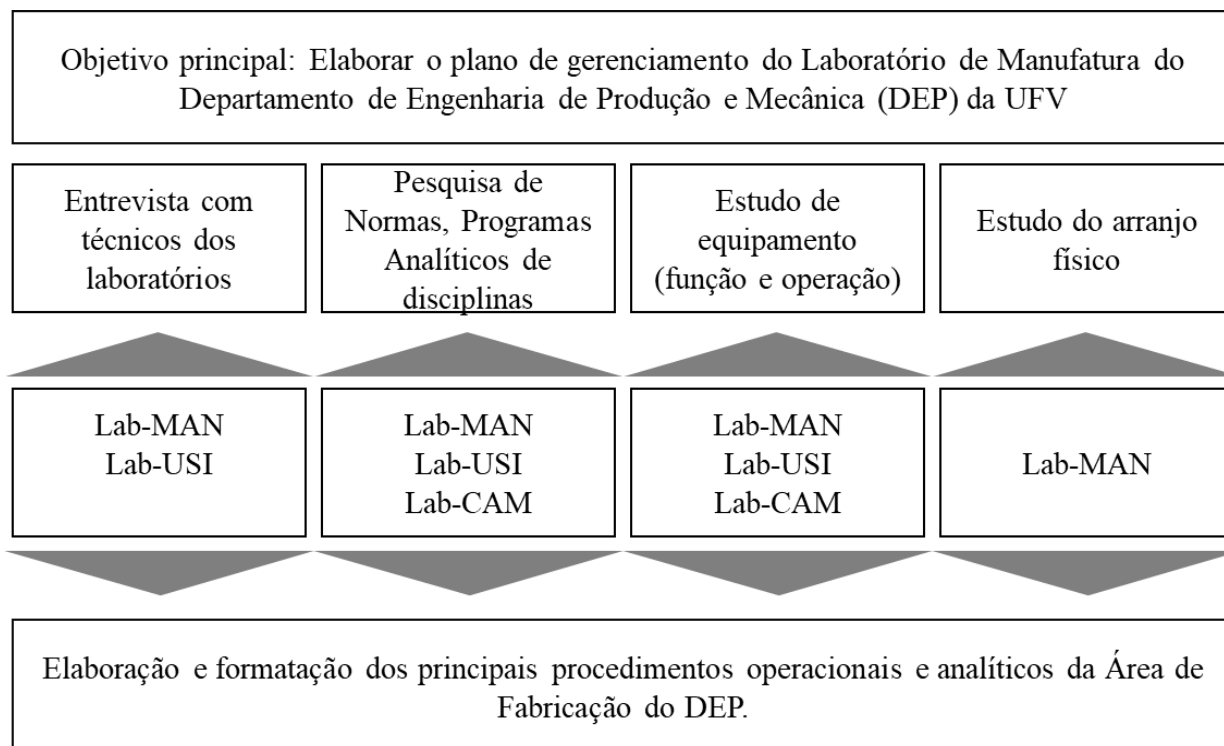 Objetivo principal: Elaborar o plano de gerenciamento do Laboratório de Manufatura do
Departamento de Engenharia de Produção e Mecânica (DEP) da UFV
Entrevista com
técnicos dos
laboratórios
Pesquisa de
Normas, Programas
Analíticos de
disciplinas
Estudo de
equipamento
(função e operação)
Estudo do arranjo
físico
Lab-MAN
Lab-USI
Lab-MAN
Lab-USI
Lab-CAM
Lab-MAN
Lab-USI
Lab-CAM
Lab-MAN
Elaboração e formatação dos principais procedimentos operacionais e analíticos da Área de
Fabricação do DEP.